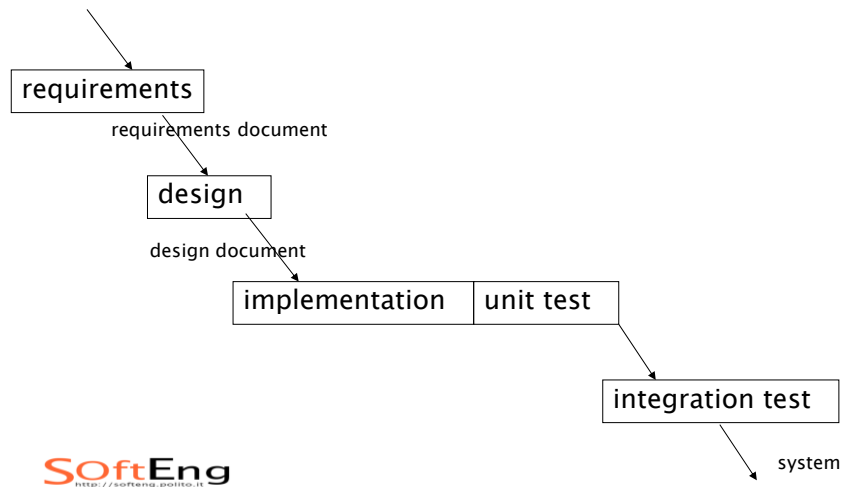 requirements
requirements document
design
design document
implementation
unit test
integration test
system
SOftEng
http://softeng.polito.it